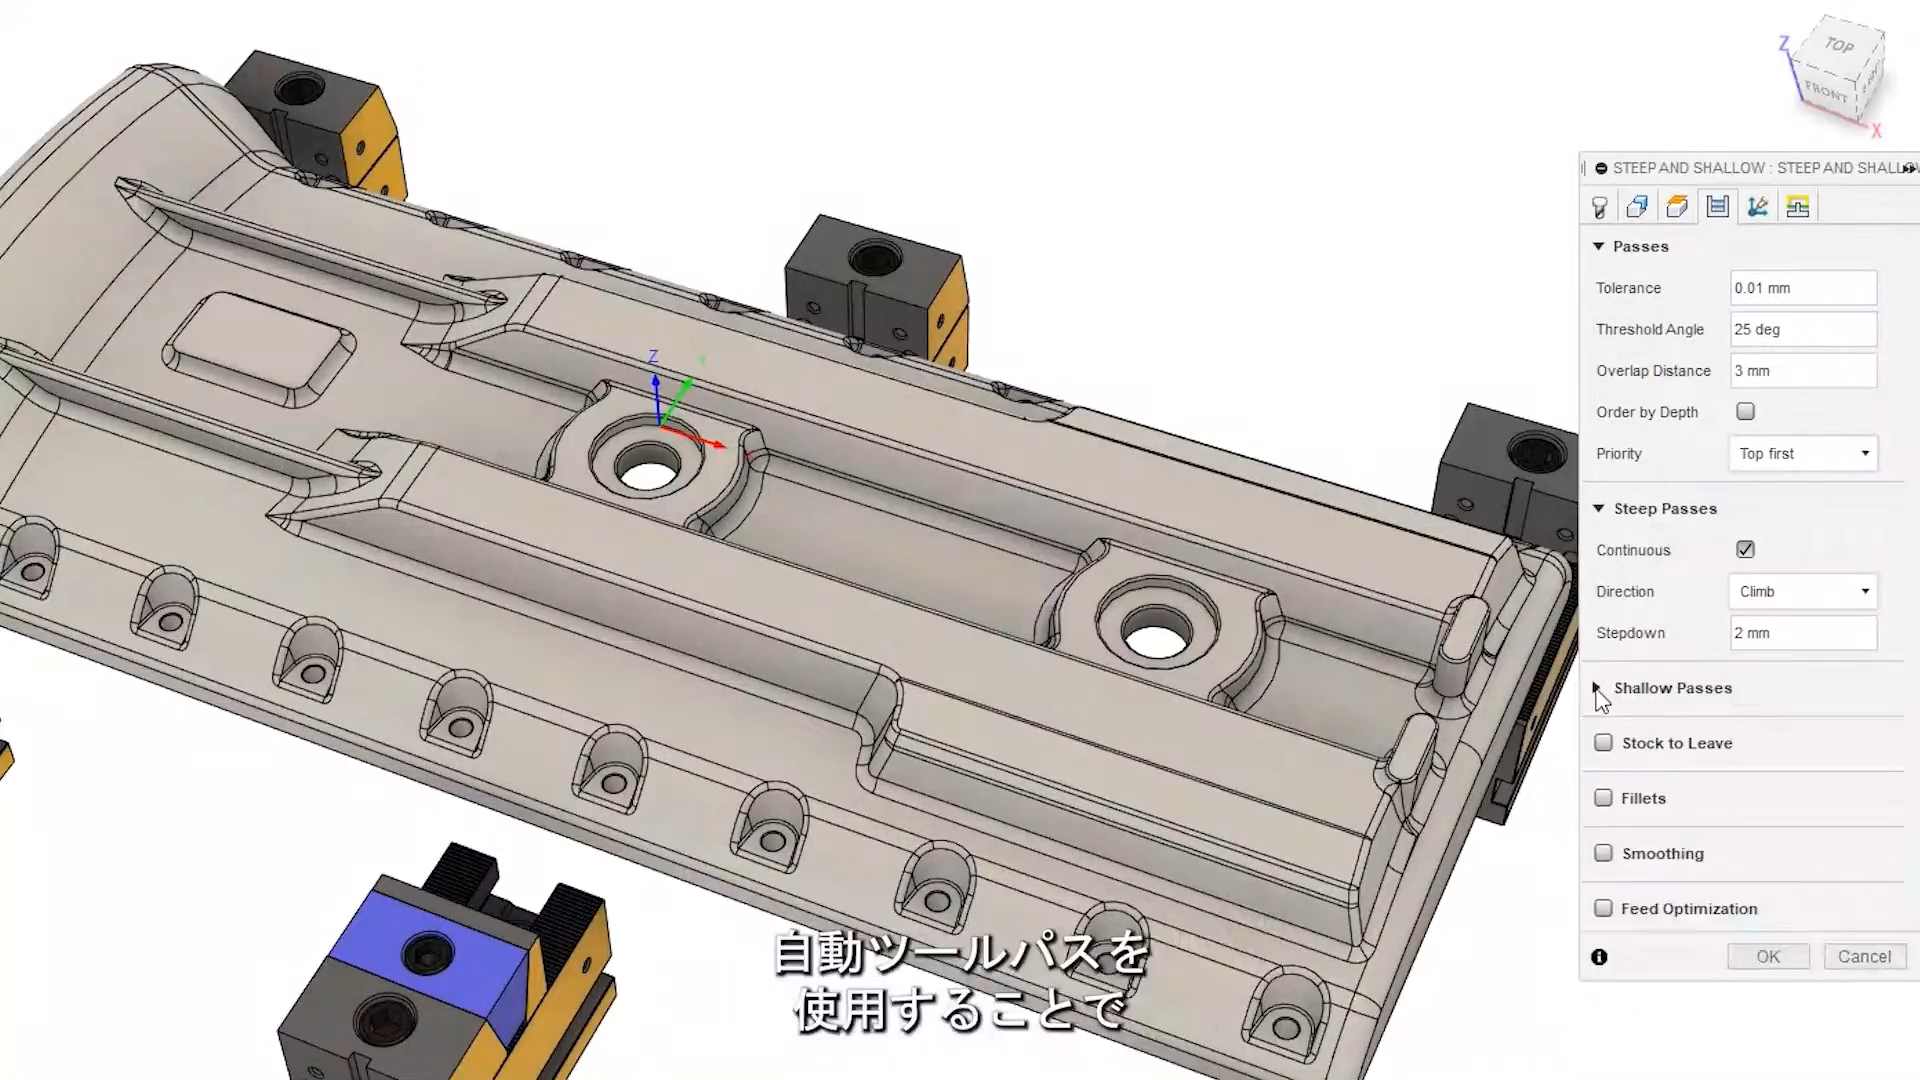 TOP
FRONT
Z
X
STEEP AND SHALLOW : STEEP AND SHALLOW
Passes
Tolerance 0.01 mm
Threshold Angle 25 deg
Overlap Distance 3 mm
Order by Depth
Priority Top first
Steep Passes
Continuous
Direction Climb
Stepdown 2 mm
Shallow Passes
Stock to Leave
Fillets
Smoothing
Feed Optimization
OK Cancel
Z
自動ツールパスを
使用することで